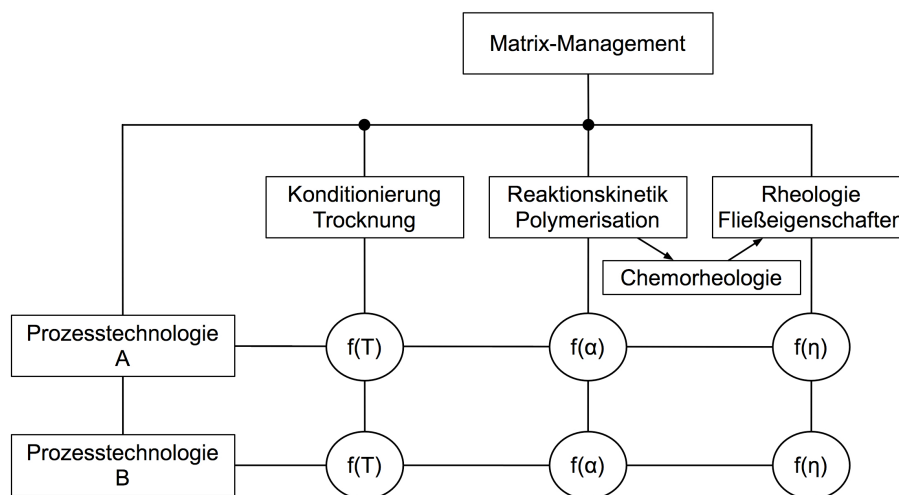 Matrix-Management
Konditionierung
Trocknung
Reaktionskinetik
Polymerisation
Rheologie
Fließeigenschaften
Chemorheologie
Prozesstechnologie
A
f(T)
f(α)
f(η)
Prozesstechnologie
B
f(T)
f(α)
f(η)